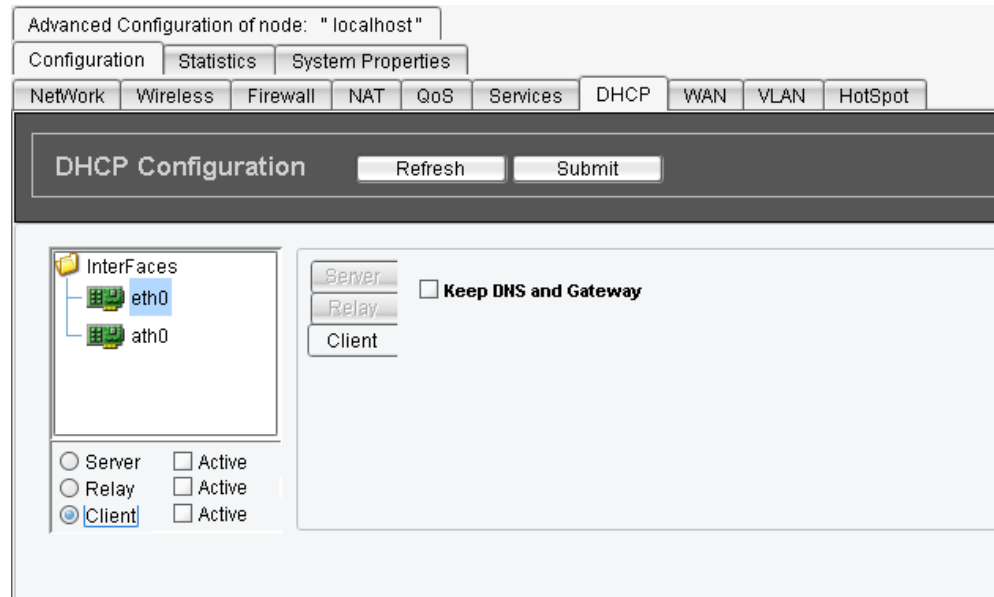 Advanced Configuration of node: "localhost"
Configuration Statistics System Properties
NetWork Wireless Firewall NAT QoS Services DHCP WAN VLAN HotSpot
DHCP Configuration Refresh Submit
InterFaces
eth0
ath0
Server
Relay
Client
Keep DNS and Gateway
Server Active
Relay Active
Client Active